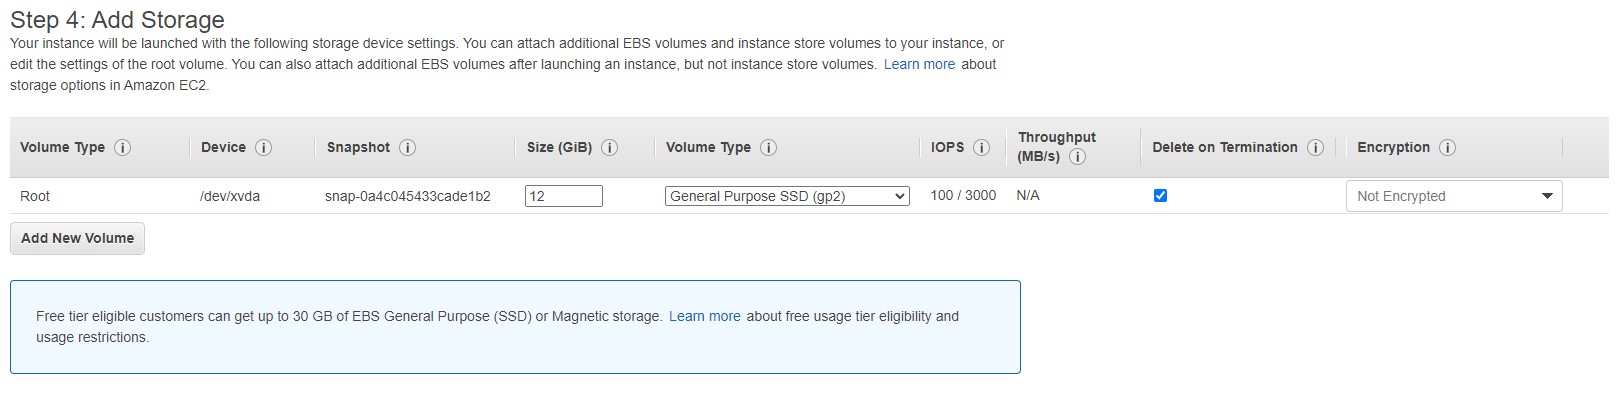 Step 4: Add Storage
Your instance will be launched with the following storage device settings. You can attach additional EBS volumes and instance store volumes to your instance, or
edit the settings of the root volume. You can also attach additional EBS volumes after launching an instance, but not instance store volumes. Learn more about
storage options in Amazon EC2.
Volume Type i Device i Snapshot i Size (GiB) i Volume Type i IOPS i Throughput (MB/s) i Delete on Termination i Encryption i
Root /dev/xvda snap-0a4c045433cade1b2 12 General Purpose SSD (gp2) 100 / 3000 N/A Not Encrypted
Add New Volume
Free tier eligible customers can get up to 30 GB of EBS General Purpose (SSD) or Magnetic storage. Learn more about free usage tier eligibility and
usage restrictions.